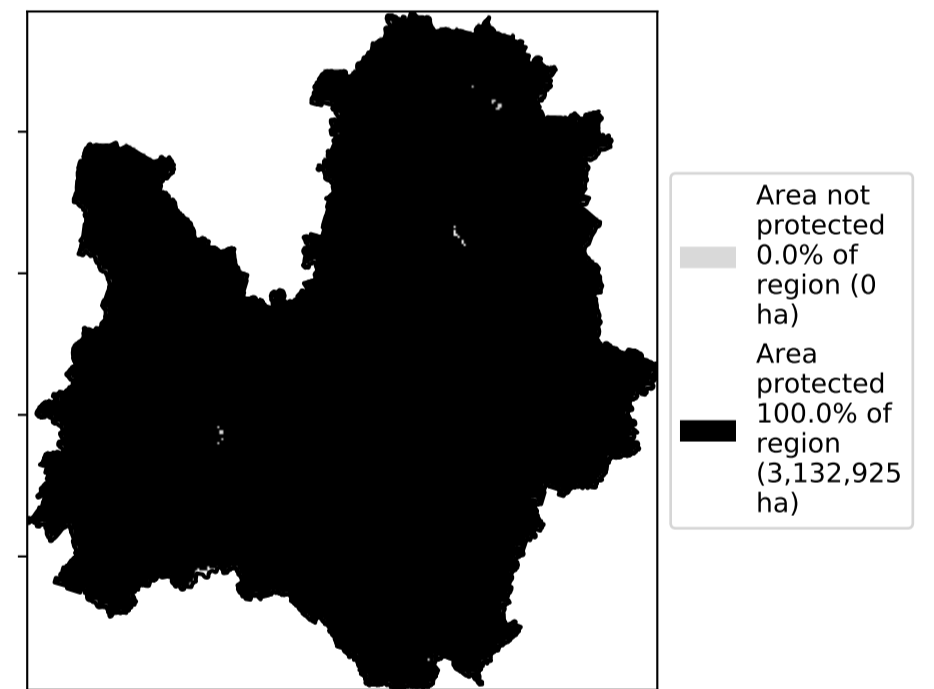 Area not
protected
0.0% of
region (0
ha)
Area
protected
100.0% of
region
(3,132,925
ha)